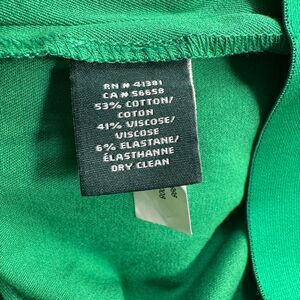 RN # 41381
CA # 56658
53% COTTON/
COTON
41% VISCOSE/
VISCOSE
6% ELASTANE/
ÉLASTHANNE
DRY CLEAN